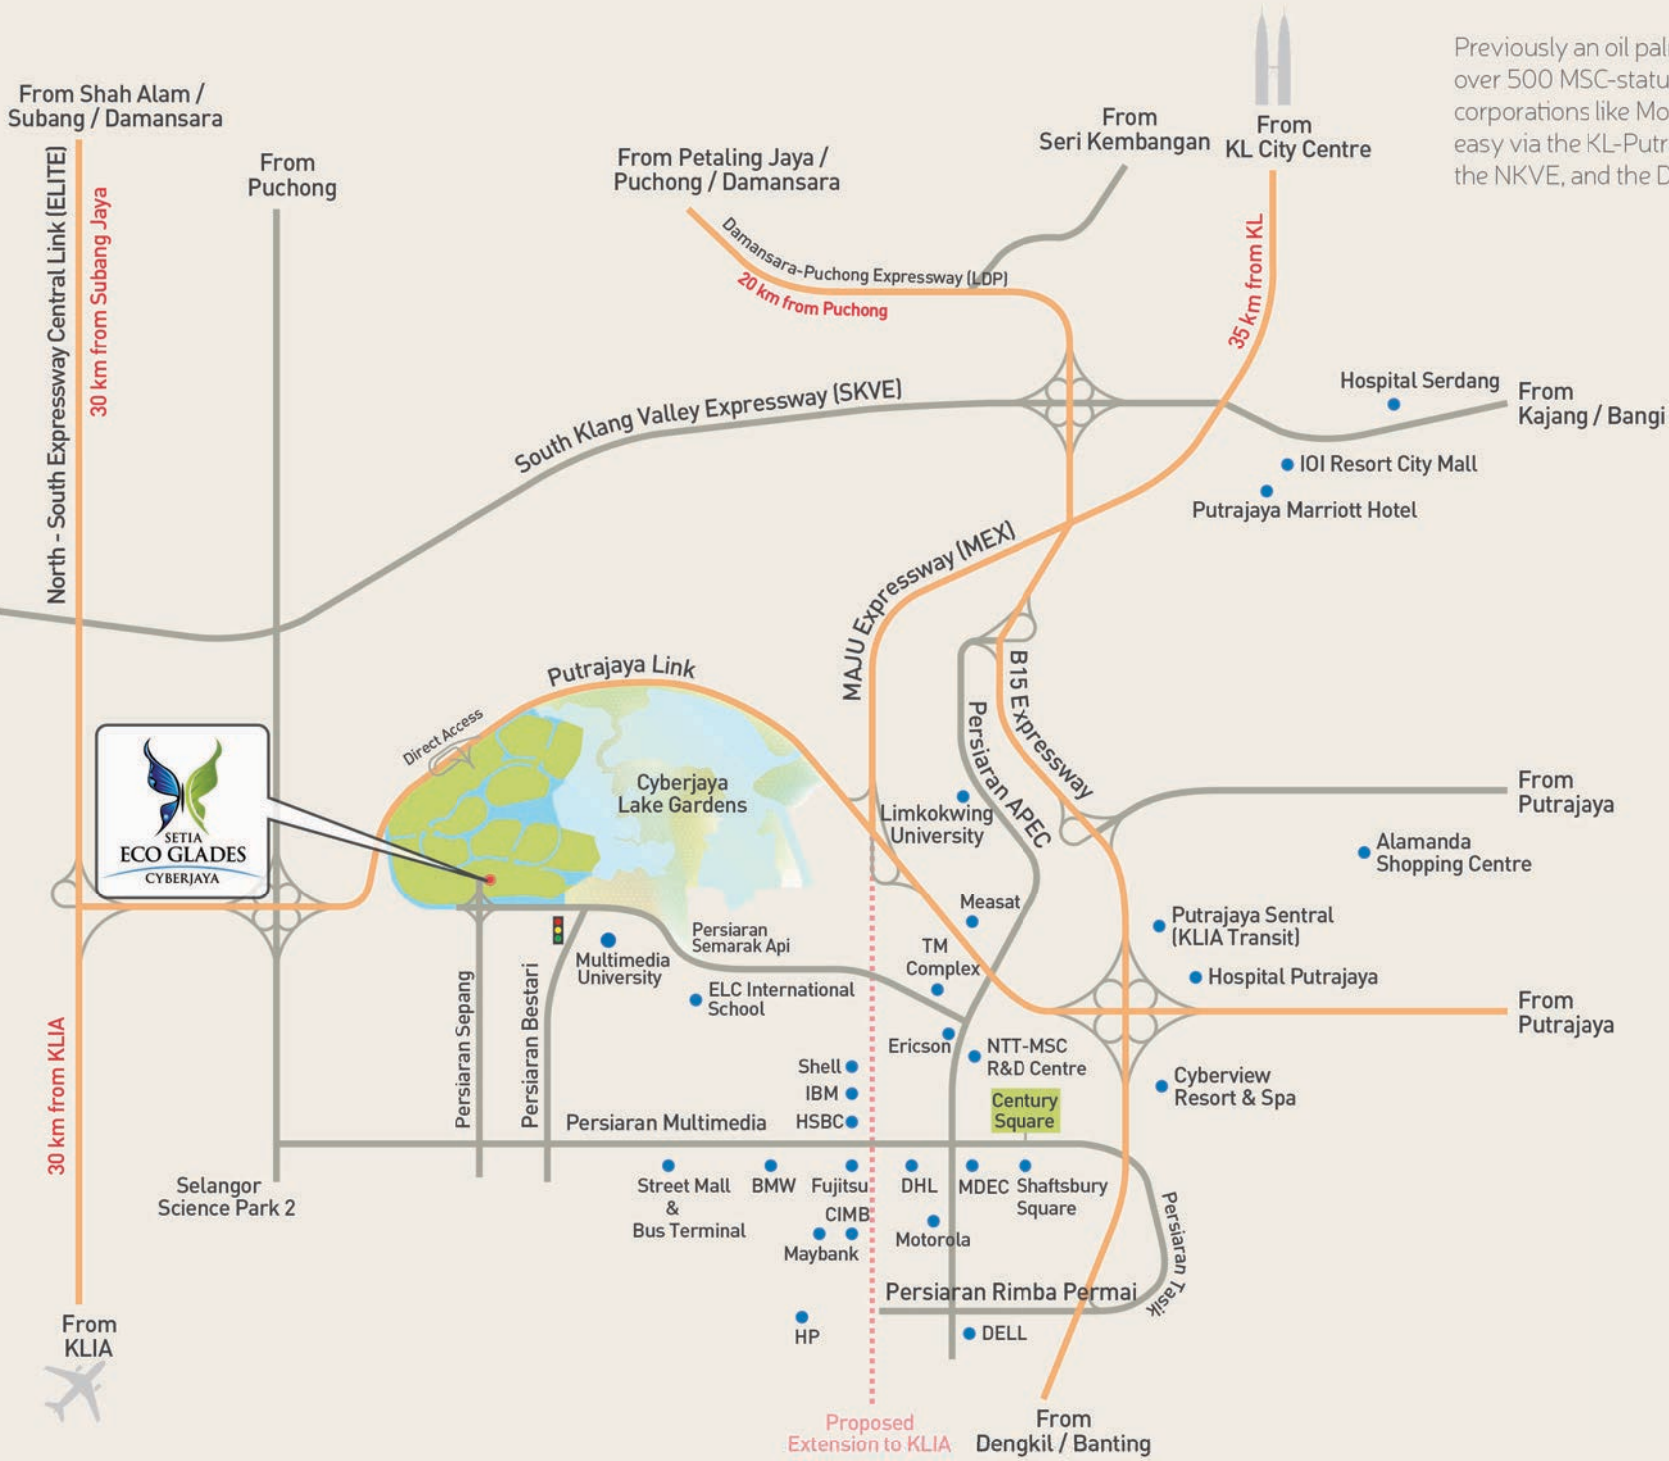 Previously an oil pal
over 500 MSC-statu
corporations like Mo
easy via the KL-Putr
the NKVE, and the D
From Shah Alam /
Subang / Damansara
From
Puchong
From Petaling Jaya /
Puchong / Damansara
From
Seri Kembangan
From
KL City Centre
North - South Expressway Central Link (ELITE)
30 km from Subang Jaya
Damansara-Puchong Expressway (LDP)
20 km from Puchong
35 km from KL
South Klang Valley Expressway (SKVE)
Hospital Serdang
From
Kajang / Bangi
IOI Resort City Mall
Putrajaya Marriott Hotel
MAJU Expressway (MEX)
Putrajaya Link
B15 Expressway
Persiaran APEC
Direct Access
SETIA
ECO GLADES
CYBERJAYA
Cyberjaya
Lake Gardens
Limkokwing
University
From
Putrajaya
Alamanda
Shopping Centre
Measat
Putrajaya Sentral
(KLIA Transit)
Persiaran
Semarak Api
TM
Complex
Multimedia
University
Hospital Putrajaya
ELC International
School
From
Putrajaya
30 km from KLIA
Persiaran Sepang
Persiaran Bestari
Ericson
NTT-MSC
R&D Centre
Shell
IBM
HSBC
Cyberview
Resort & Spa
Century
Square
Persiaran Multimedia
Selangor
Science Park 2
Street Mall
&
Bus Terminal
BMW
Fujitsu
DHL
MDEC
Shaftsbury
Square
CIMB
Maybank
Motorola
Persiaran Tasik
Persiaran Rimba Permai
HP
DELL
From
KLIA
Proposed
Extension to KLIA
From
Dengkil / Banting